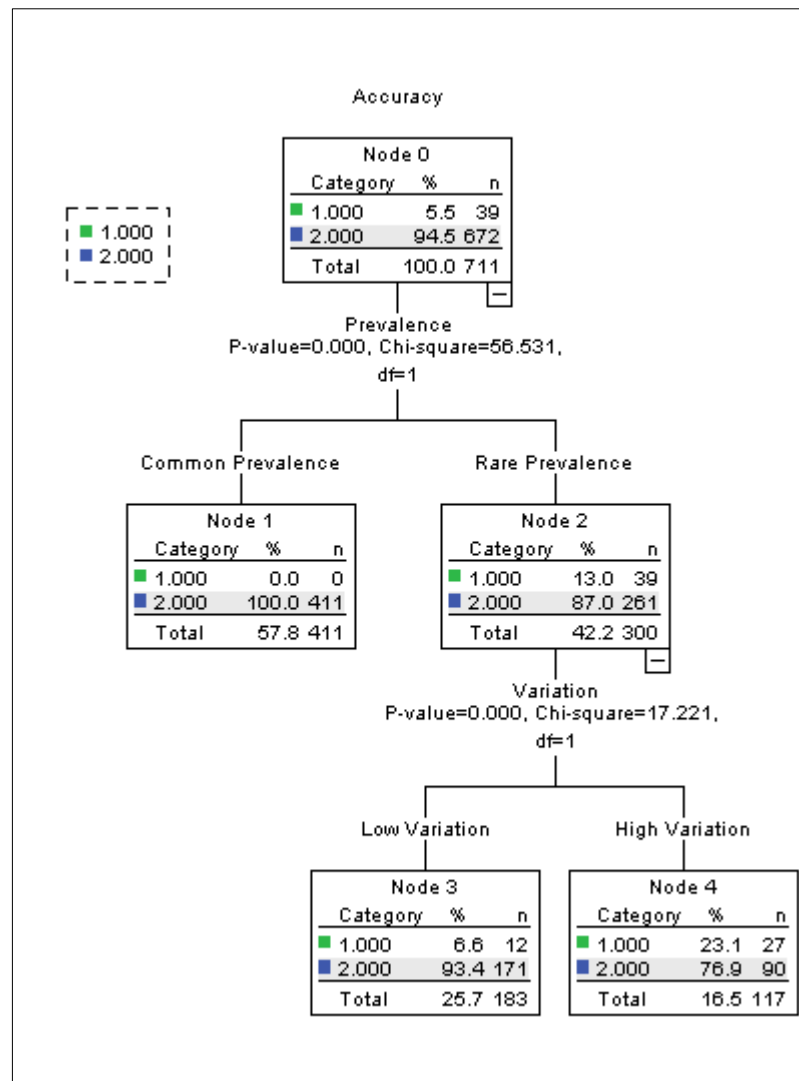 Accuracy
Node 0
Category % n
1.000 5.5 39
2.000 94.5 672
Total 100.0 711
1.000
2.000
Prevalence
P-value=0.000, Chi-square=56.531,
df=1
Common Prevalence
Rare Prevalence
Node 1
Category % n
1.000 0.0 0
2.000 100.0 411
Total 57.8 411
Node 2
Category % n
1.000 13.0 39
2.000 87.0 261
Total 42.2 300
Variation
P-value=0.000, Chi-square=17.221,
df=1
Low Variation
High Variation
Node 3
Category % n
1.000 6.6 12
2.000 93.4 171
Total 25.7 183
Node 4
Category % n
1.000 23.1 27
2.000 76.9 90
Total 16.5 117